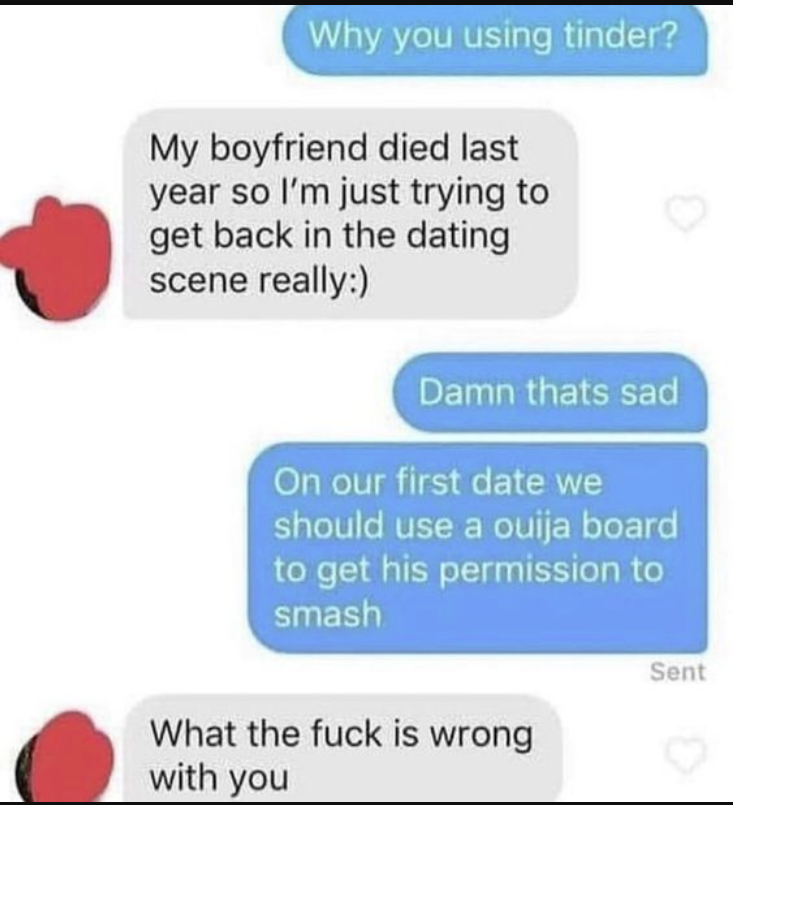 Why you using tinder?
My boyfriend died last
year so I'm just trying to
get back in the dating
scene really:)
Damn thats sad
On our first date we
should use a ouija board
to get his permission to
smash
Sent
What the fuck is wrong
with you